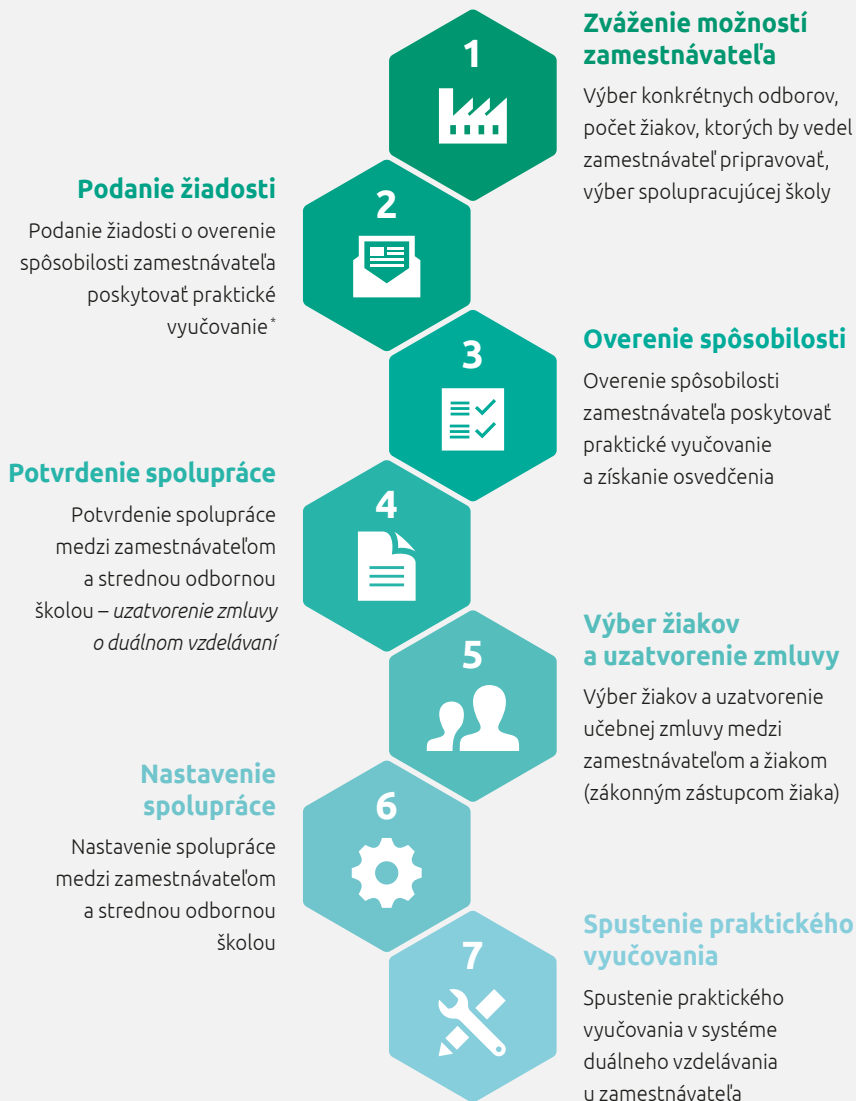 1
Zváženie možností
zamestnávateľa
Výber konkrétnych odborov,
počet žiakov, ktorých by vedel
zamestnávateľ pripravovať,
výber spolupracujúcej školy
2
Podanie žiadosti
Podanie žiadosti o overenie
spôsobilosti zamestnávateľa
poskytovať praktické
vyučovanie*
3
Overenie spôsobilosti
Overenie spôsobilosti
zamestnávateľa poskytovať
praktické vyučovanie
a získanie osvedčenia
4
Potvrdenie spolupráce
Potvrdenie spolupráce
medzi zamestnávateľom
a strednou odbornou
školou – uzatvorenie zmluvy
o duálnom vzdelávaní
5
Výber žiakov
a uzatvorenie zmluvy
Výber žiakov a uzatvorenie
učebnej zmluvy medzi
zamestnávateľom a žiakom
(zákonným zástupcom žiaka)
6
Nastavenie
spolupráce
Nastavenie spolupráce
medzi zamestnávateľom
a strednou odbornou
školou
7
Spustenie praktického
vyučovania
Spustenie praktického
vyučovania v systéme
duálneho vzdelávania
u zamestnávateľa